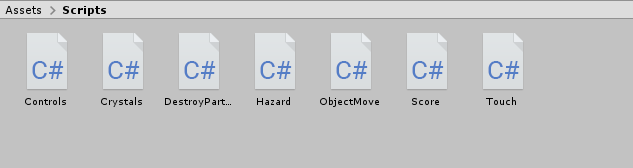 Assets > Scripts
C# C# C# C# C# C# C#
Controls Crystals DestroyPart... Hazard ObjectMove Score Touch